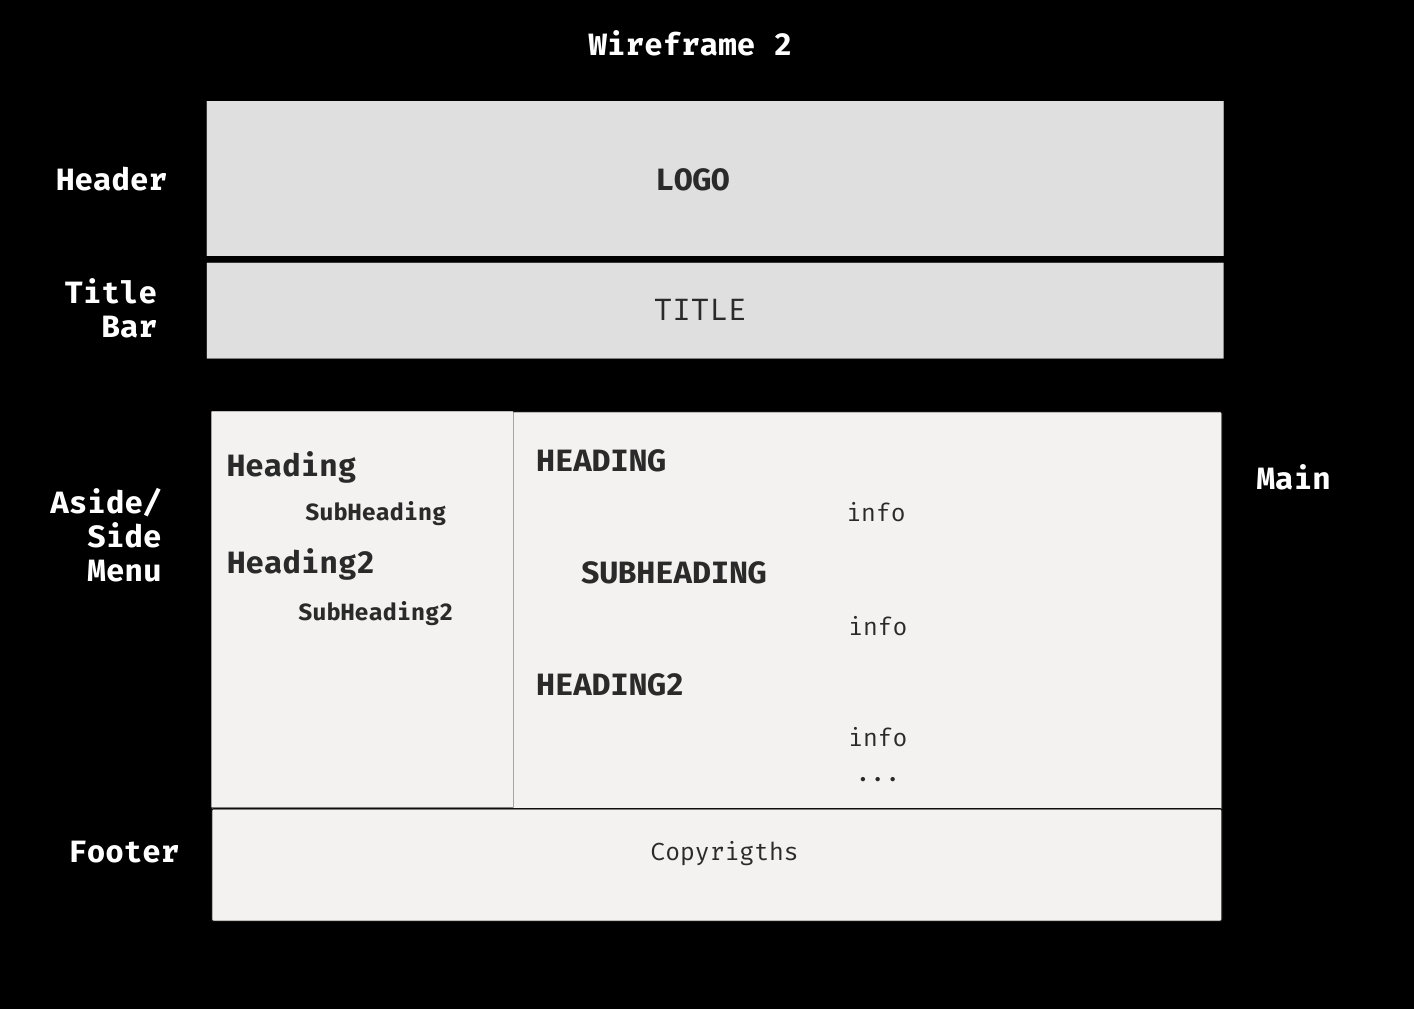 Wireframe 2
Header
LOGO
Title
Bar
TITLE
Aside/
Side
Menu
Heading
SubHeading
Heading2
SubHeading2
HEADING
info
SUBHEADING
info
HEADING2
info
...
Main
Footer
Copyrigths